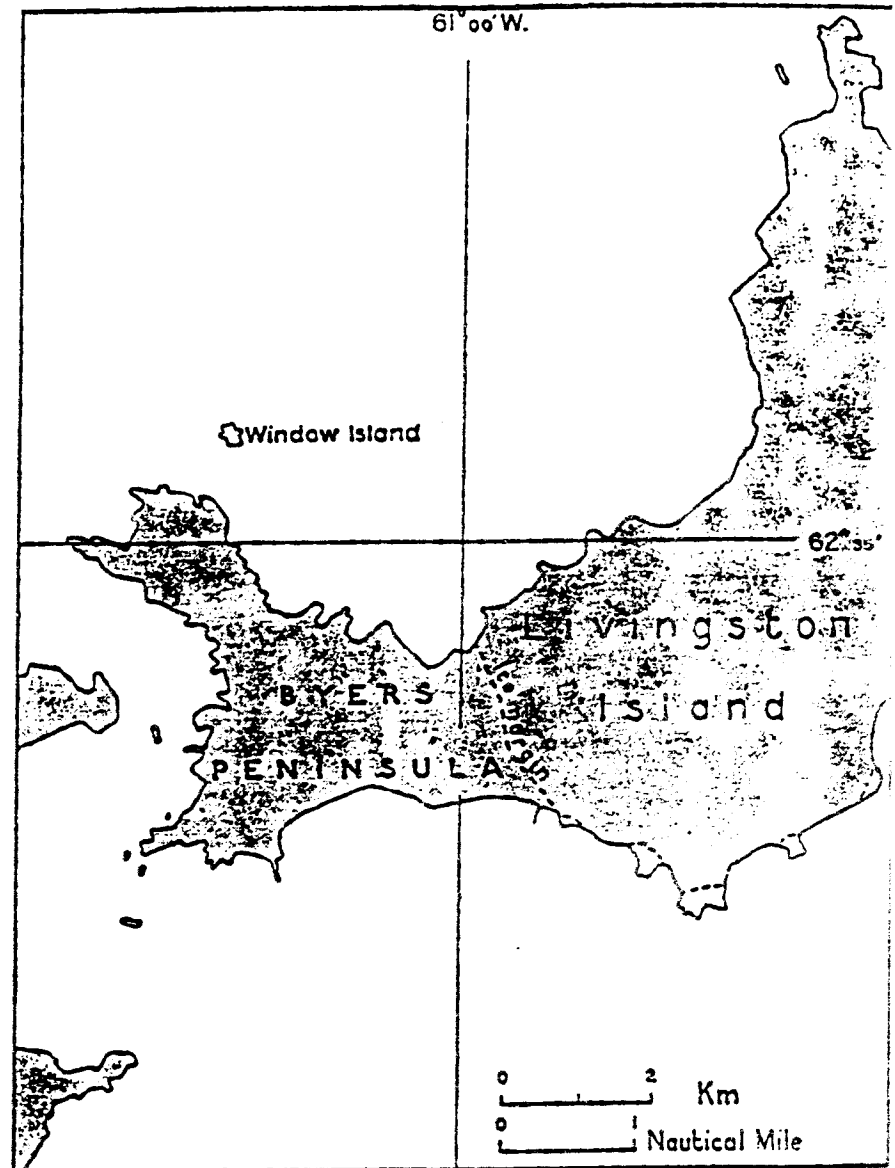 61°00'W.
Window Island
62°35'
Livingston
Island
BYERS
PENINSULA
0 2
Km
0 1
Nautical Mile